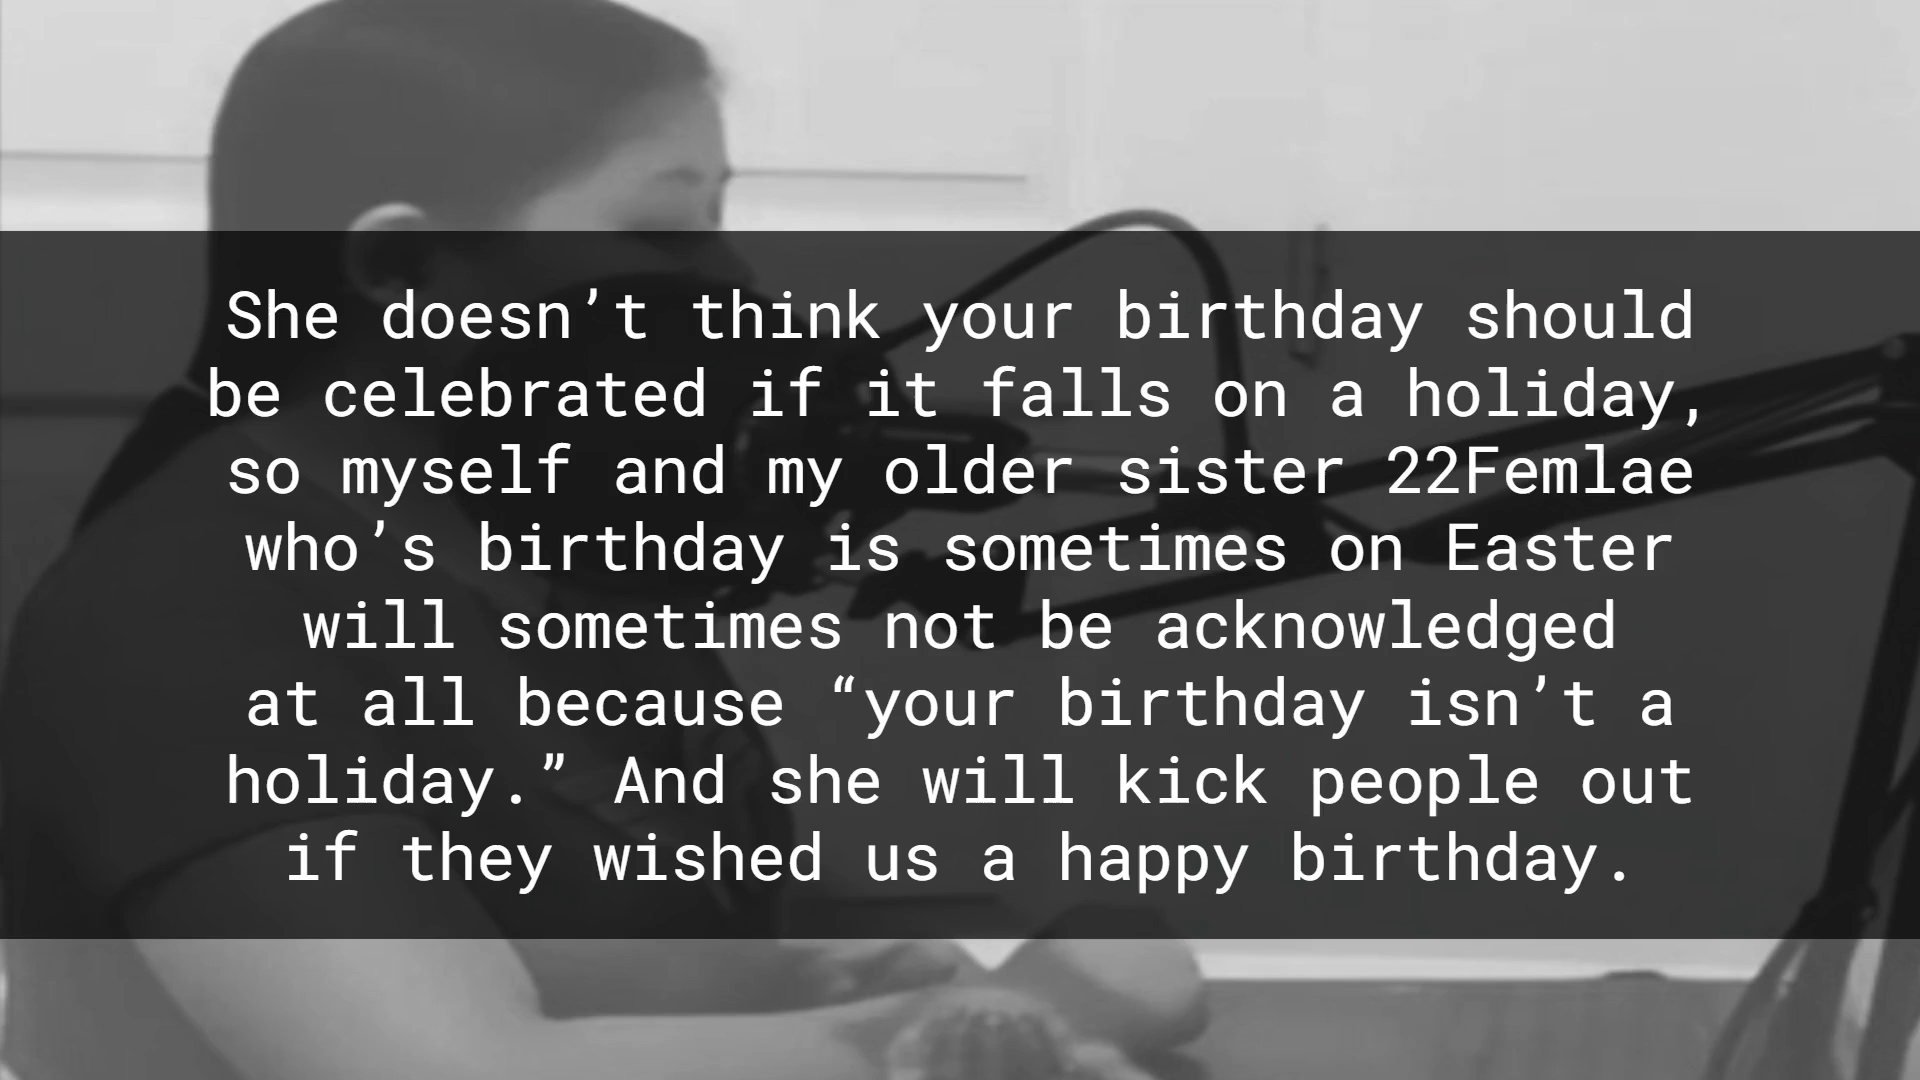 She doesn’t think your birthday should
be celebrated if it falls on a holiday,
so myself and my older sister 22Femlae
who’s birthday is sometimes on Easter
will sometimes not be acknowledged
at all because “your birthday isn’t a
holiday.” And she will kick people out
if they wished us a happy birthday.